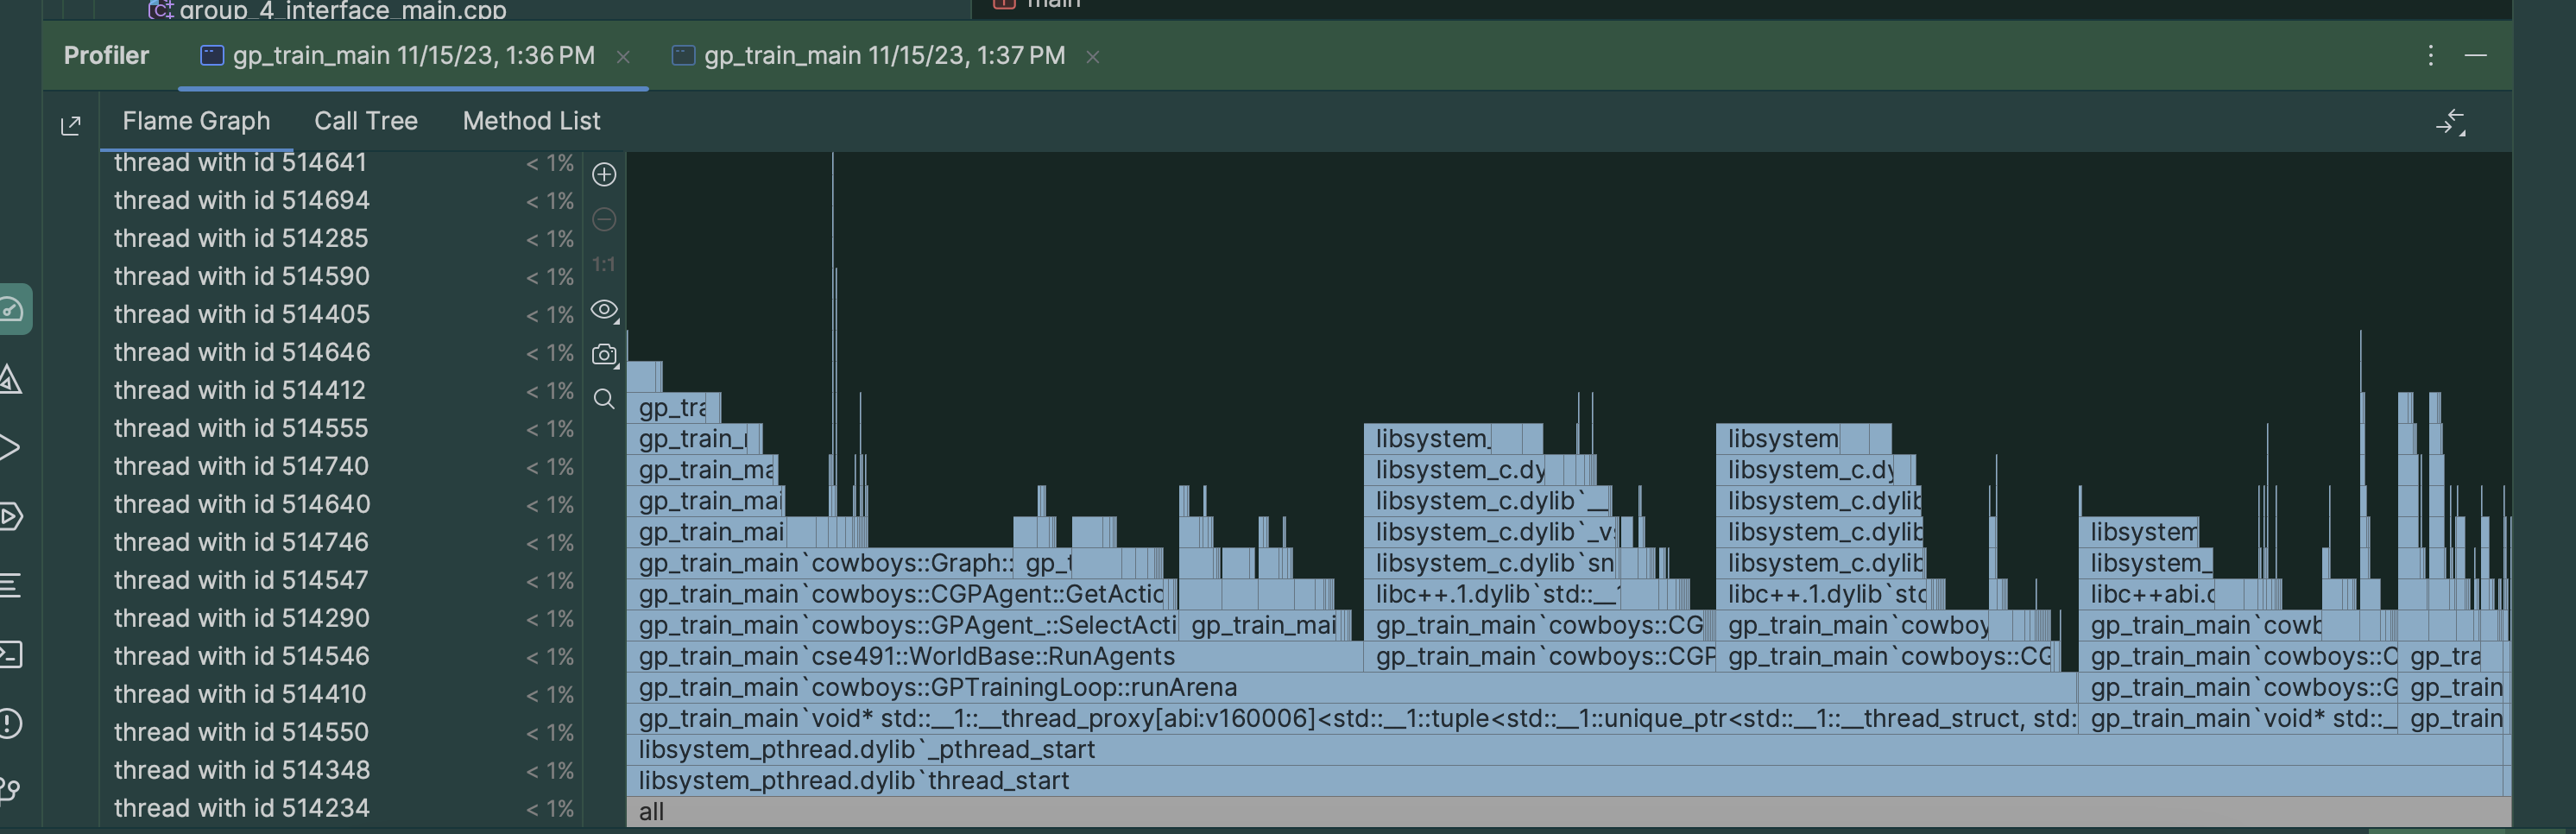 group_4_interface_main.cpp
main
Profiler
gp_train_main 11/15/23, 1:36 PM
gp_train_main 11/15/23, 1:37 PM
Flame Graph
Call Tree
Method List
thread with id 514641 < 1%
thread with id 514694 < 1%
thread with id 514285 < 1%
thread with id 514590 < 1%
thread with id 514405 < 1%
thread with id 514646 < 1%
thread with id 514412 < 1%
thread with id 514555 < 1%
thread with id 514740 < 1%
thread with id 514640 < 1%
thread with id 514746 < 1%
thread with id 514547 < 1%
thread with id 514290 < 1%
thread with id 514546 < 1%
thread with id 514410 < 1%
thread with id 514550 < 1%
thread with id 514348 < 1%
thread with id 514234 < 1%
1:1
gp_tra
gp_train_ libsystem_ libsystem
gp_train_ma libsystem_c.dy libsystem_c.dy
gp_train_mai libsystem_c.dylib`__ libsystem_c.dylib
gp_train_mai libsystem_c.dylib`_v libsystem_c.dylib libsystem
gp_train_main`cowboys::Graph:: gp_t libsystem_c.dylib`sn libsystem_c.dylib libsystem_
gp_train_main`cowboys::CGPAgent::GetActio libc++.1.dylib`std::__ libc++.1.dylib`std libc++abi.
gp_train_main`cowboys::GPAgent_::SelectActi gp_train_mai gp_train_main`cowboys::CG gp_train_main`cowboy gp_train_main`cowb
gp_train_main`cse491::WorldBase::RunAgents gp_train_main`cowboys::CGP gp_train_main`cowboys::CG gp_train_main`cowboys::C gp_tra
gp_train_main`cowboys::GPTrainingLoop::runArena gp_train_main`cowboys::G gp_train
gp_train_main`void* std::__1::__thread_proxy[abi:v160006]<std::__1::tuple<std::__1::unique_ptr<std::__1::__thread_struct, std: gp_train_main`void* std::_ gp_train
libsystem_pthread.dylib`_pthread_start
libsystem_pthread.dylib`thread_start
all